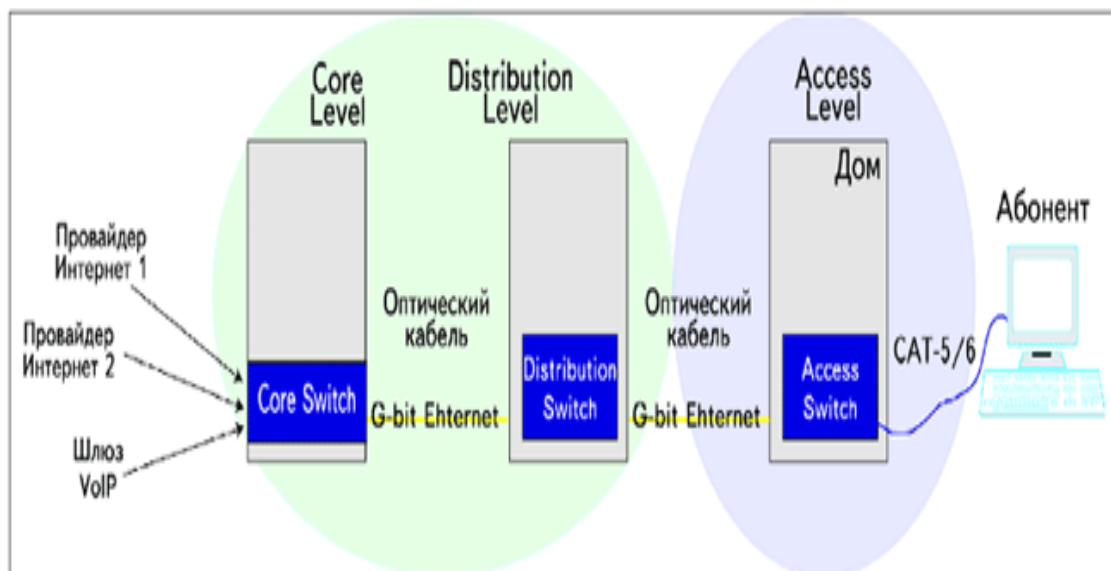 Core
Level
Distribution
Level
Access
Level
Дом
Абонент
Провайдер
Интернет 1
Провайдер
Интернет 2
Шлюз
VoIP
Core Switch
Оптический
кабель
G-bit Ehternet
Distribution
Switch
Оптический
кабель
G-bit Ehternet
Access
Switch
CAT-5/6